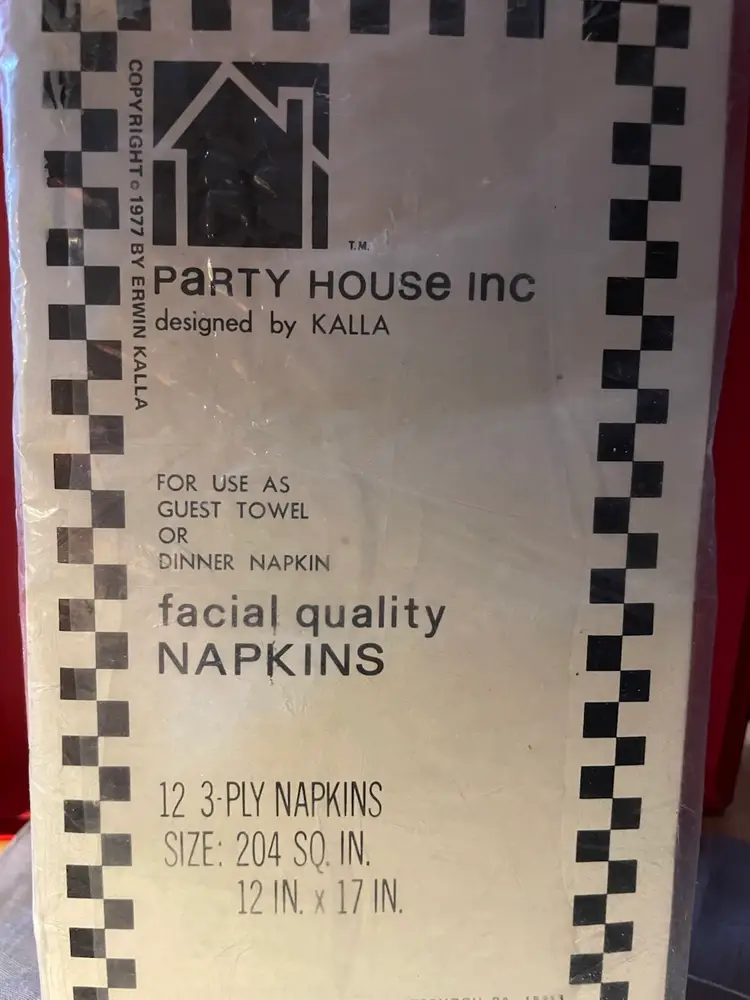 COPYRIGHT © 1977 BY ERWIN KALLA
T.M.
PaRTY HOUSe inc
designed by KALLA
FOR USE AS
GUEST TOWEL
OR
DINNER NAPKIN
facial quality
NAPKINS
12 3-PLY NAPKINS
SIZE: 204 SQ. IN.
12 IN. x 17 IN.